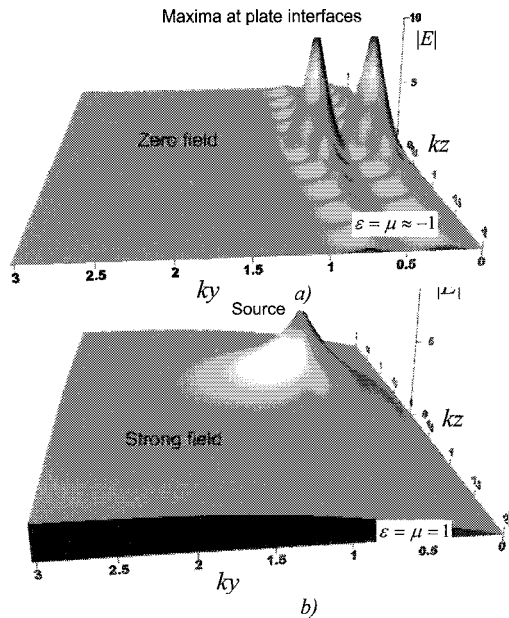 Maxima at plate interfaces
10
|E|
5
Zero field
kz
ε = μ ≈ −1
3
2.5
2
1.5
1
0.5
0
ky
a)
Source
5
kz
Strong field
ε = μ = 1
3
2.5
2
1.5
1
0.5
0
ky
b)